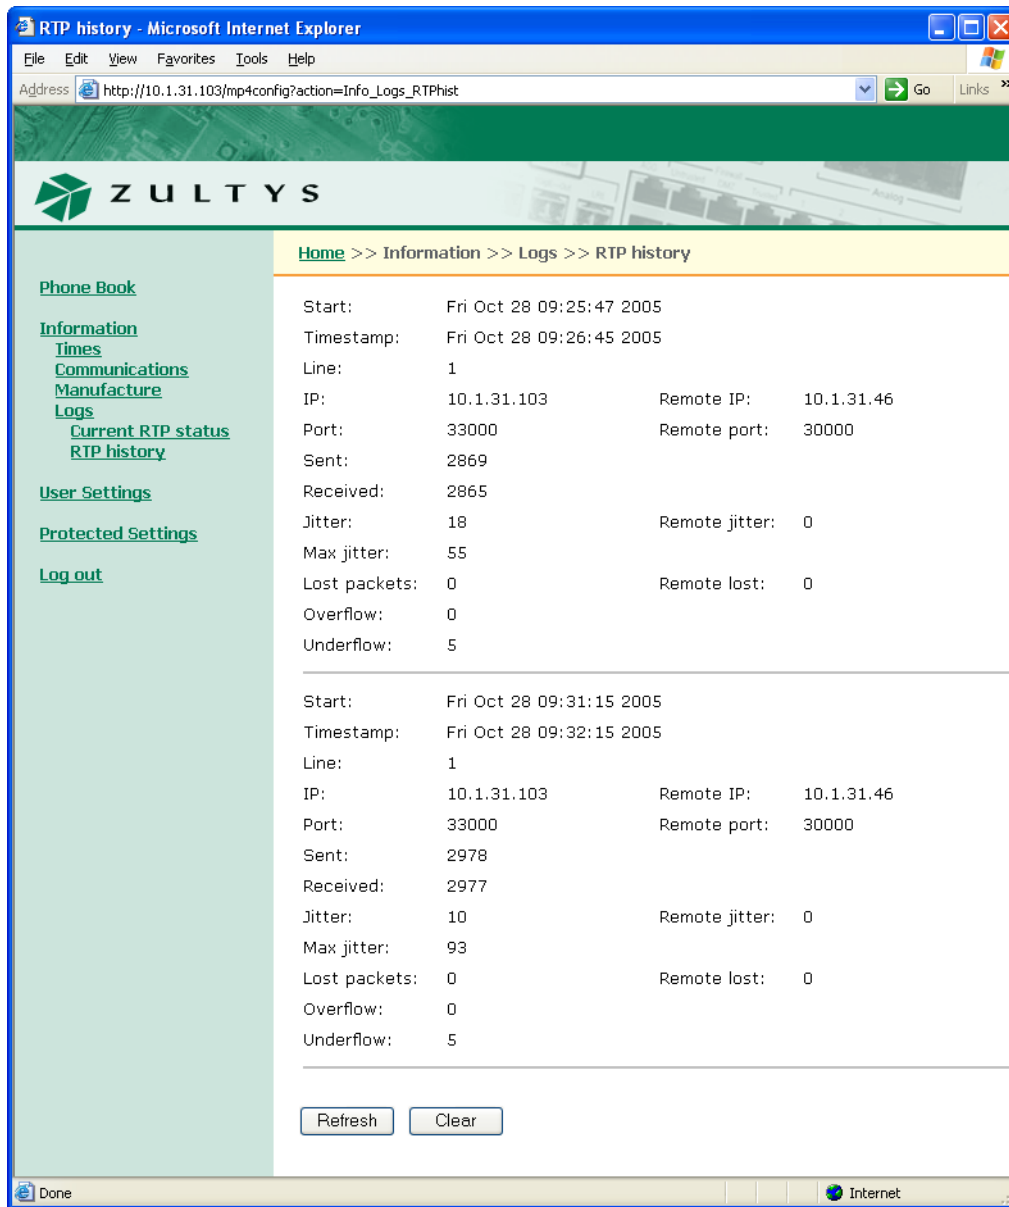 RTP history - Microsoft Internet Explorer
File Edit View Favorites Tools Help
Address http://10.1.31.103/mp4config?action=Info_Logs_RTPhist Go Links »
ZULTYS
Analog
Home >> Information >> Logs >> RTP history
Phone Book
Information
Times
Communications
Manufacture
Logs
Current RTP status
RTP history
User Settings
Protected Settings
Log out
Start: Fri Oct 28 09:25:47 2005
Timestamp: Fri Oct 28 09:26:45 2005
Line: 1
IP: 10.1.31.103 Remote IP: 10.1.31.46
Port: 33000 Remote port: 30000
Sent: 2869
Received: 2865
Jitter: 18 Remote jitter: 0
Max jitter: 55
Lost packets: 0 Remote lost: 0
Overflow: 0
Underflow: 5
Start: Fri Oct 28 09:31:15 2005
Timestamp: Fri Oct 28 09:32:15 2005
Line: 1
IP: 10.1.31.103 Remote IP: 10.1.31.46
Port: 33000 Remote port: 30000
Sent: 2978
Received: 2977
Jitter: 10 Remote jitter: 0
Max jitter: 93
Lost packets: 0 Remote lost: 0
Overflow: 0
Underflow: 5
Refresh Clear
Done Internet